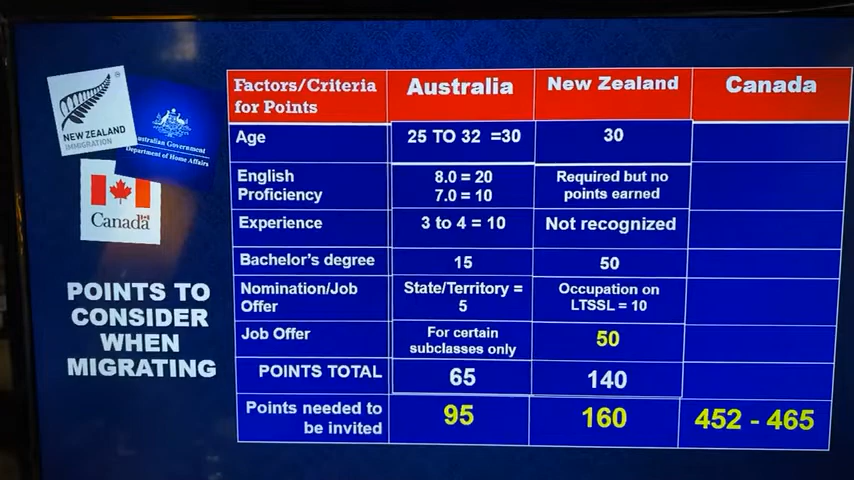 NEW ZEALAND
IMMIGRATION
Australian Government
Department of Home Affairs
Canada
POINTS TO
CONSIDER
WHEN
MIGRATING
Factors/Criteria
for Points
Australia
New Zealand
Canada
Age
25 TO 32 =30
30
English
Proficiency
8.0 = 20
7.0 = 10
Required but no
points earned
Experience
3 to 4 = 10
Not recognized
Bachelor's degree
15
50
Nomination/Job
Offer
State/Territory =
5
Occupation on
LTSSL = 10
Job Offer
For certain
subclasses only
50
POINTS TOTAL
65
140
Points needed to
be invited
95
160
452 - 465